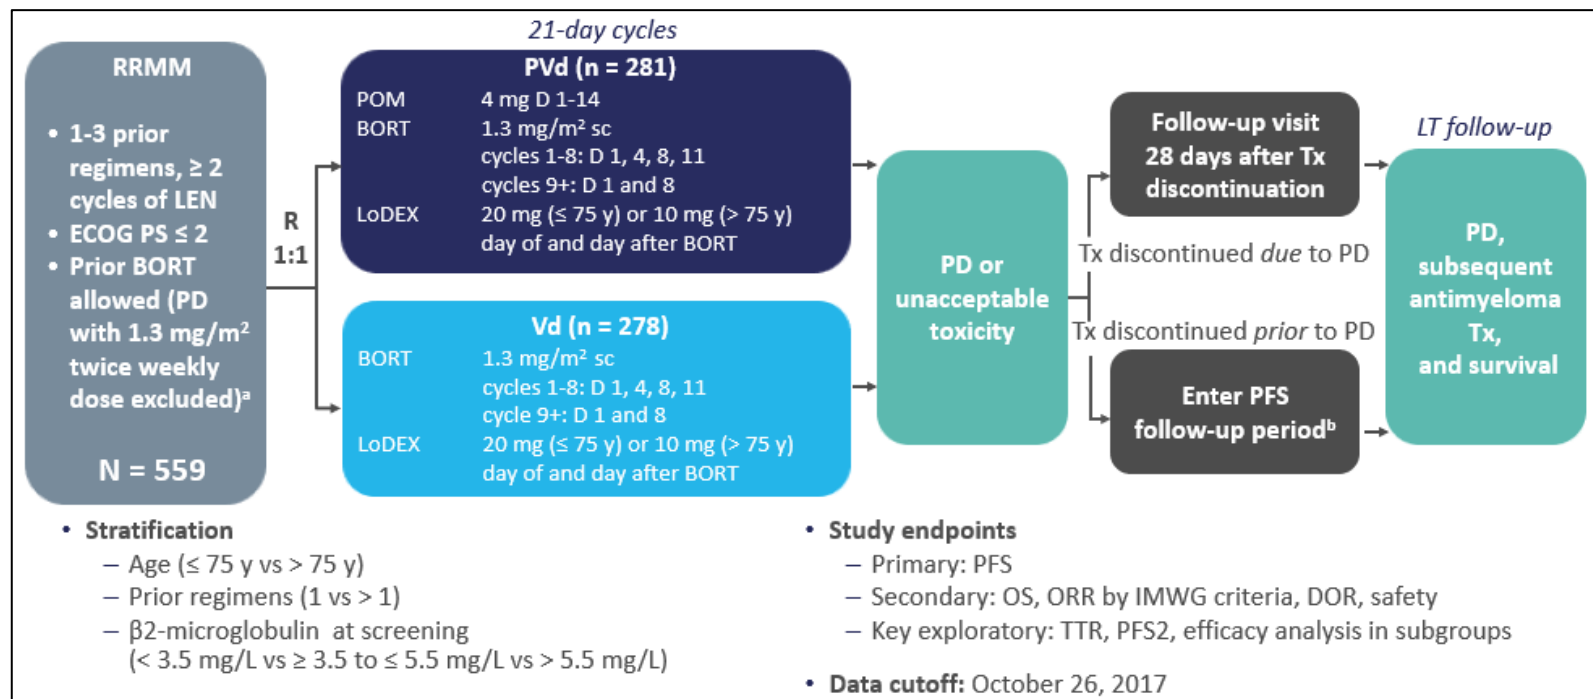 21-day cycles
RRMM
• 1-3 prior
regimens, ≥ 2
cycles of LEN
• ECOG PS ≤ 2
• Prior BORT
allowed (PD
with 1.3 mg/m²
twice weekly
dose excluded)ᵃ
N = 559
R
1:1
PVd (n = 281)
POM 4 mg D 1-14
BORT 1.3 mg/m² sc
cycles 1-8: D 1, 4, 8, 11
cycles 9+: D 1 and 8
LoDEX 20 mg (≤ 75 y) or 10 mg (> 75 y)
day of and day after BORT
Vd (n = 278)
BORT 1.3 mg/m² sc
cycles 1-8: D 1, 4, 8, 11
cycle 9+: D 1 and 8
LoDEX 20 mg (≤ 75 y) or 10 mg (> 75 y)
day of and day after BORT
PD or
unacceptable
toxicity
Follow-up visit
28 days after Tx
discontinuation
Tx discontinued due to PD
Tx discontinued prior to PD
Enter PFS
follow-up periodᵇ
LT follow-up
PD,
subsequent
antimyeloma
Tx,
and survival
• Stratification
– Age (≤ 75 y vs > 75 y)
– Prior regimens (1 vs > 1)
– β2-microglobulin at screening
(< 3.5 mg/L vs ≥ 3.5 to ≤ 5.5 mg/L vs > 5.5 mg/L)
• Study endpoints
– Primary: PFS
– Secondary: OS, ORR by IMWG criteria, DOR, safety
– Key exploratory: TTR, PFS2, efficacy analysis in subgroups
• Data cutoff: October 26, 2017